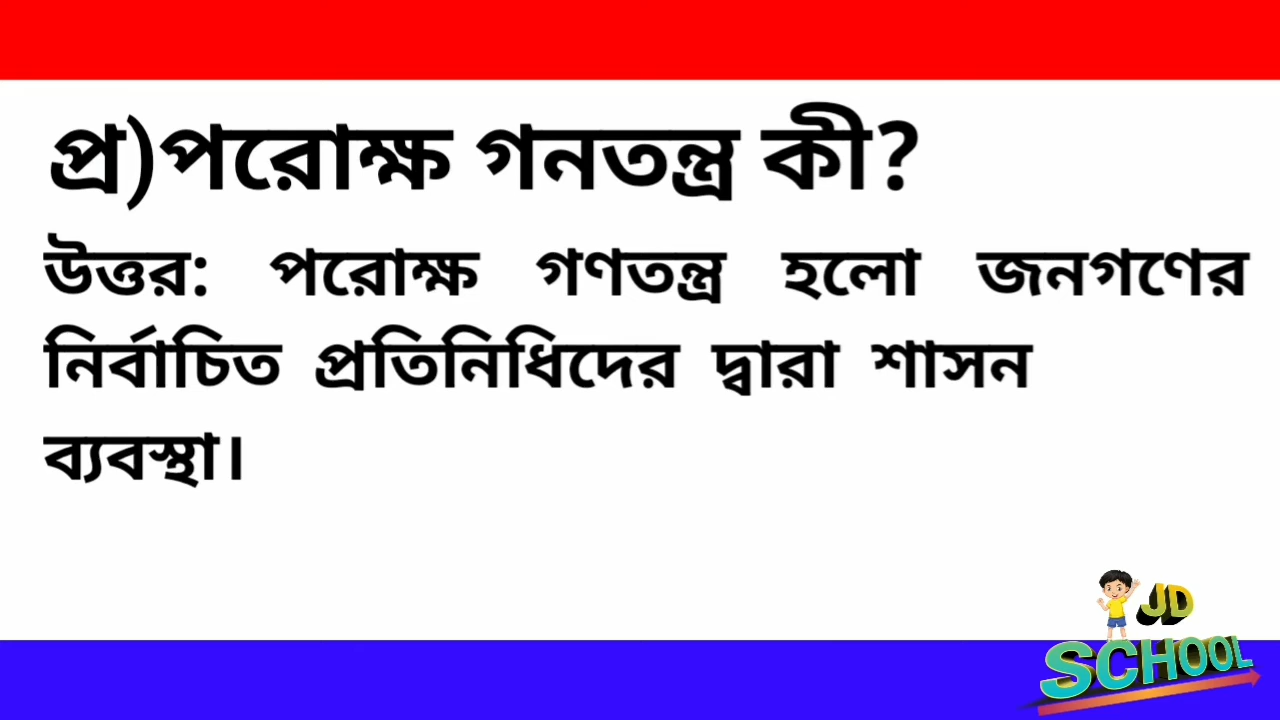 প্র)পরোক্ষ গনতন্ত্র কী?
উত্তর: পরোক্ষ গণতন্ত্র হলো জনগণের
নির্বাচিত প্রতিনিধিদের দ্বারা শাসন
ব্যবস্থা।
JD
SCHOOL